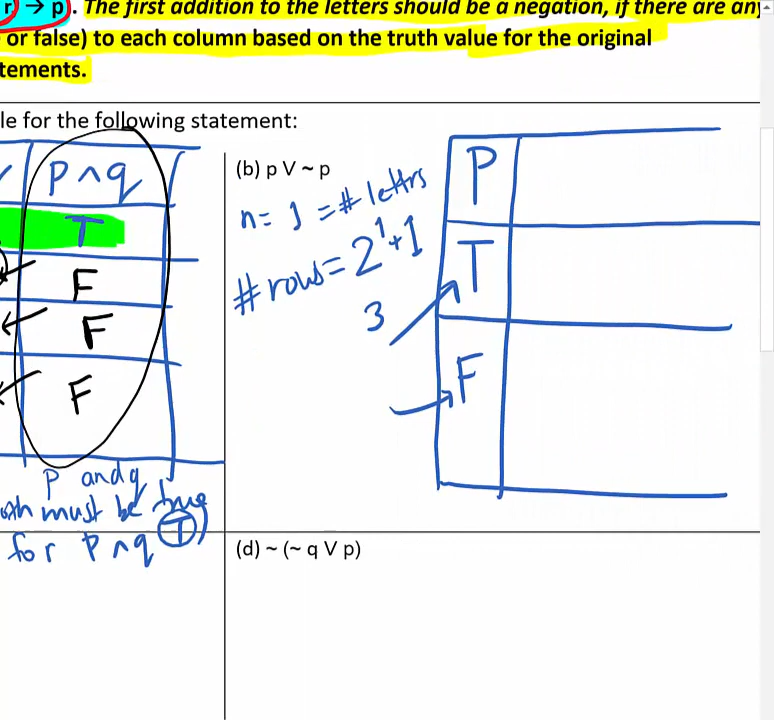 r) → p). The first addition to the letters should be a negation, if there are any
or false) to each column based on the truth value for the original
tements.
le for the following statement:
p ∧ q
T
F
F
F
p and q
must be true
for p ∧ q (T)
(b) p V ~ p
n = 1 = # lettrs
# rows = 2¹ + 1
3
P
T
F
(d) ~ (~ q V p)